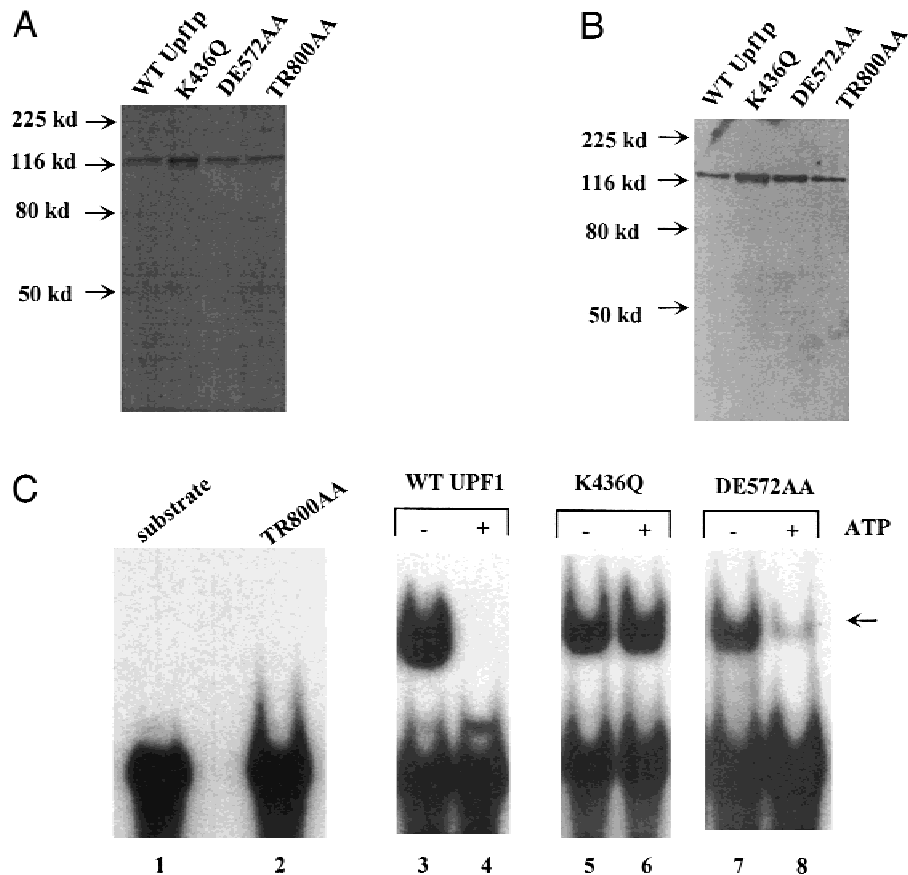 A
WT Upf1p
K436Q
DE572AA
TR800AA
225 kd
116 kd
80 kd
50 kd
B
WT Upf1p
K436Q
DE572AA
TR800AA
225 kd
116 kd
80 kd
50 kd
C
substrate
TR800AA
WT UPF1
K436Q
DE572AA
- + - + - + ATP
1 2 3 4 5 6 7 8